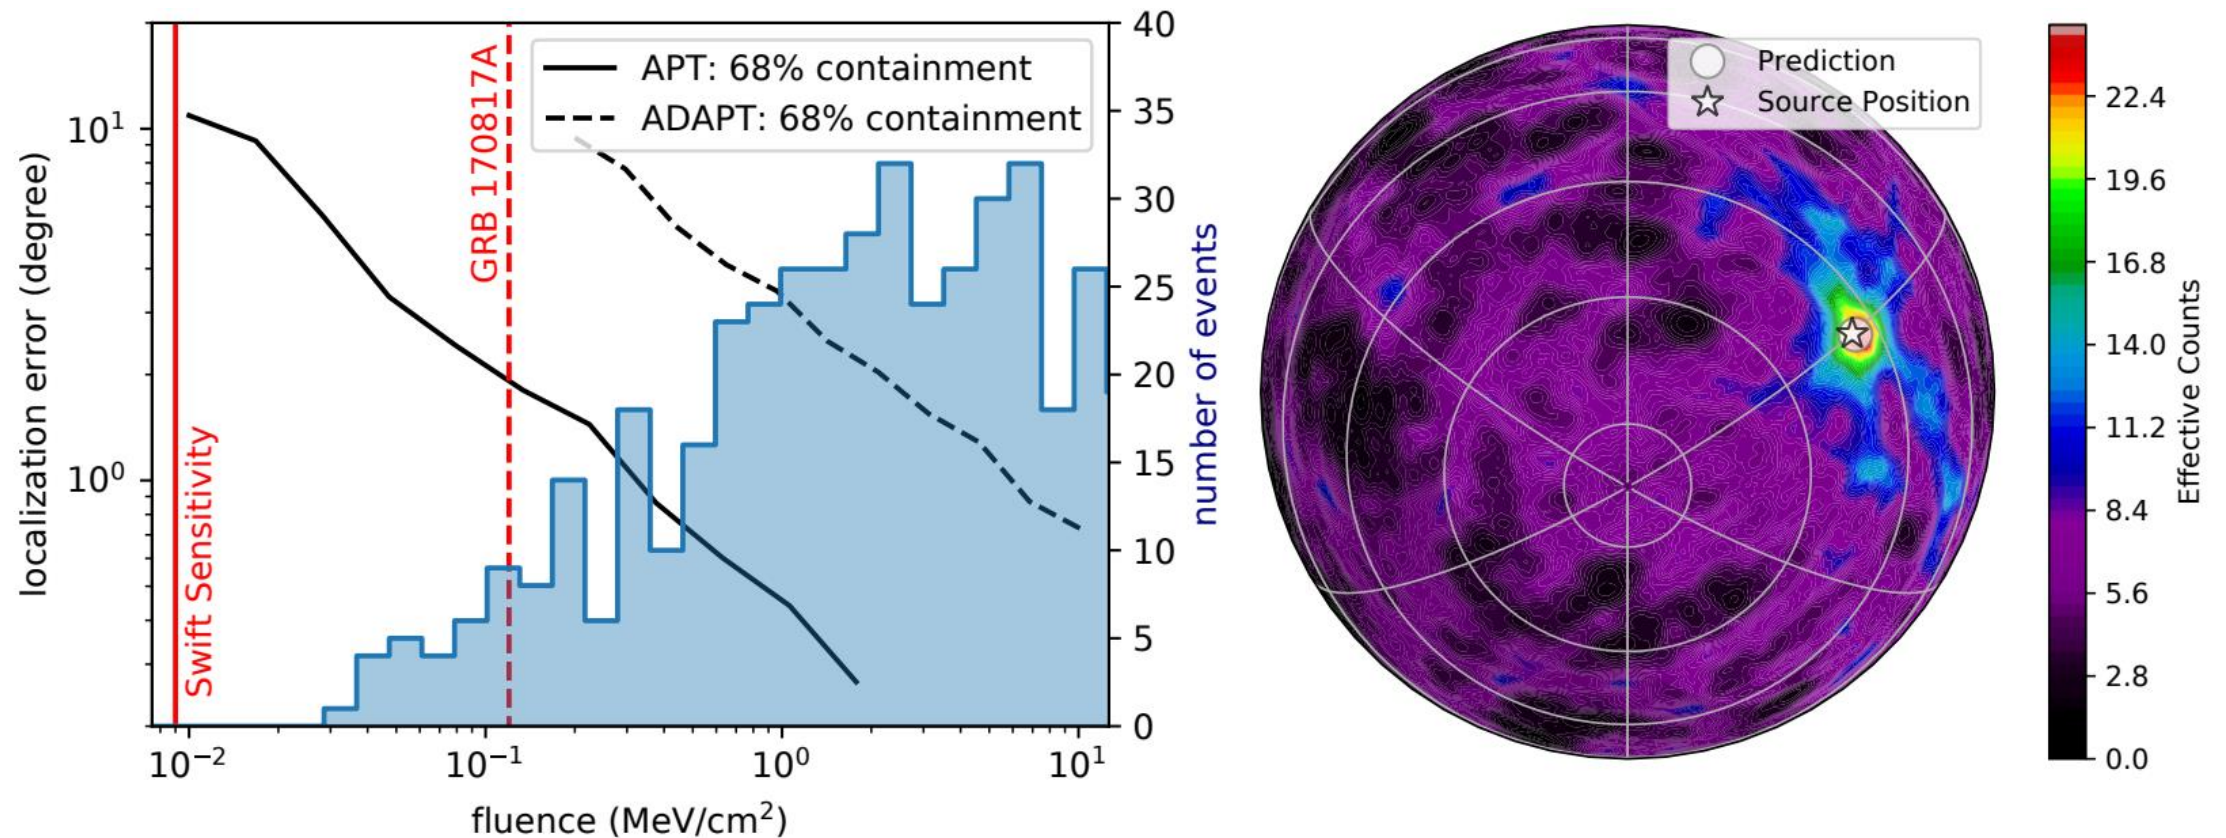 localization error (degree)
10¹
10⁰
Swift Sensitivity
GRB 170817A
APT: 68% containment
ADAPT: 68% containment
40
35
30
25
20
15
10
5
0
number of events
10⁻²
10⁻¹
10⁰
10¹
fluence (MeV/cm²)
Prediction
Source Position
22.4
19.6
16.8
14.0
11.2
8.4
5.6
2.8
0.0
Effective Counts